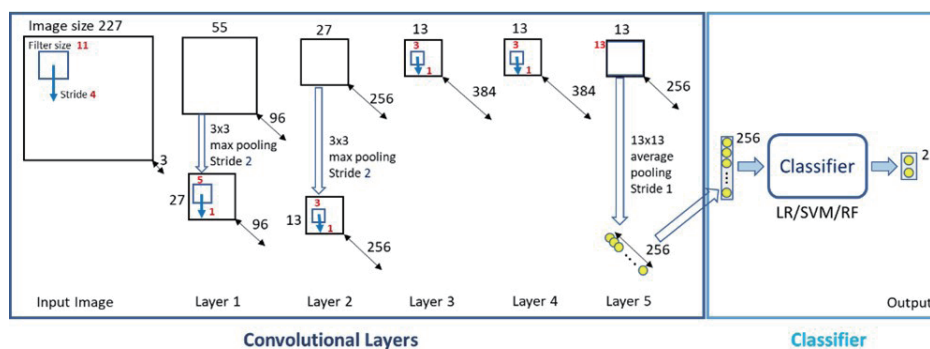 Image size 227
Filter size 11
Stride 4
3
Input Image
55
96
3x3
max pooling
Stride 2
5
27
1
96
Layer 1
27
256
3x3
max pooling
Stride 2
3
13
1
256
Layer 2
13
3
1
384
Layer 3
13
3
1
384
Layer 4
13
13
256
13x13
average
pooling
Stride 1
256
Layer 5
256
Classifier
LR/SVM/RF
2
Output
Convolutional Layers
Classifier